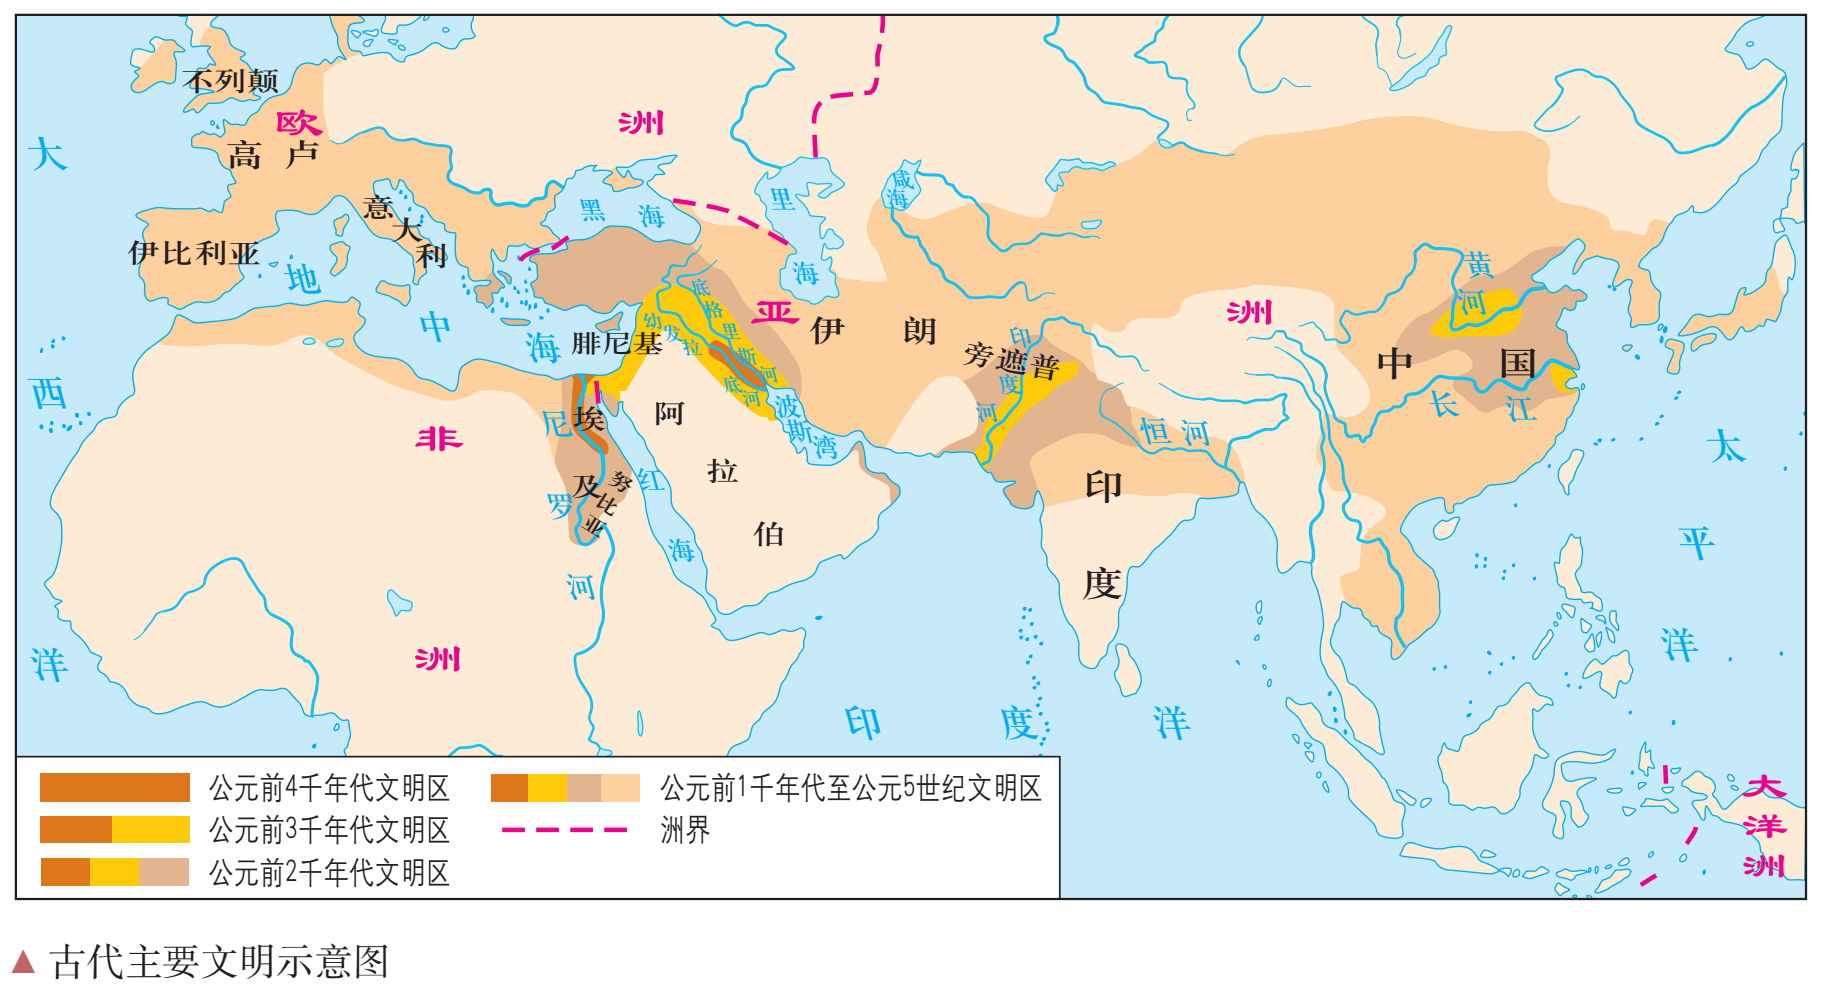 不列颠
欧
洲
大
高 卢
意大利
黑 海
里 海
咸海
伊比利亚
地 中 海
黄 河
底格里斯河
幼发拉底河
亚
洲
伊 朗
腓尼基
印度河
旁遮普
中 国
西
尼罗河
埃及
阿拉伯
波斯湾
恒河
长 江
非
洲
努比亚
红海
印度
太
平
洋
洋
印 度 洋
大
洋
洲
公元前4千年代文明区
公元前3千年代文明区
公元前2千年代文明区
公元前1千年代至公元5世纪文明区
洲界
▲ 古代主要文明示意图